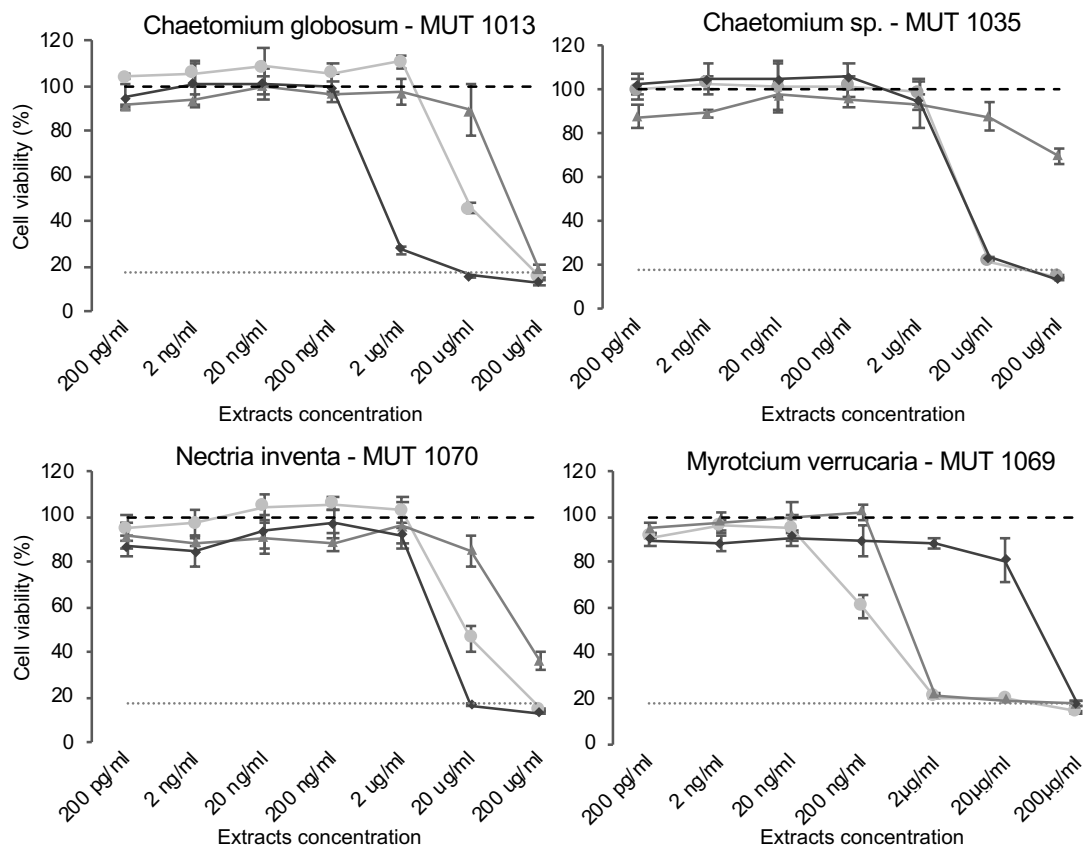 Chaetomium globosum - MUT 1013
Cell viability (%)
120
100
80
60
40
20
0
200 pg/ml
2 ng/ml
20 ng/ml
200 ng/ml
2 ug/ml
20 ug/ml
200 ug/ml
Extracts concentration
Chaetomium sp. - MUT 1035
120
100
80
60
40
20
0
200 pg/ml
2 ng/ml
20 ng/ml
200 ng/ml
2 ug/ml
20 ug/ml
200 ug/ml
Extracts concentration
Nectria inventa - MUT 1070
Cell viability (%)
120
100
80
60
40
20
0
200 pg/ml
2 ng/ml
20 ng/ml
200 ng/ml
2 ug/ml
20 ug/ml
200 ug/ml
Extracts concentration
Myrotcium verrucaria - MUT 1069
120
100
80
60
40
20
0
200 pg/ml
2 ng/ml
20 ng/ml
200 ng/ml
2µg/ml
20µg/ml
200µg/ml
Extracts concentration